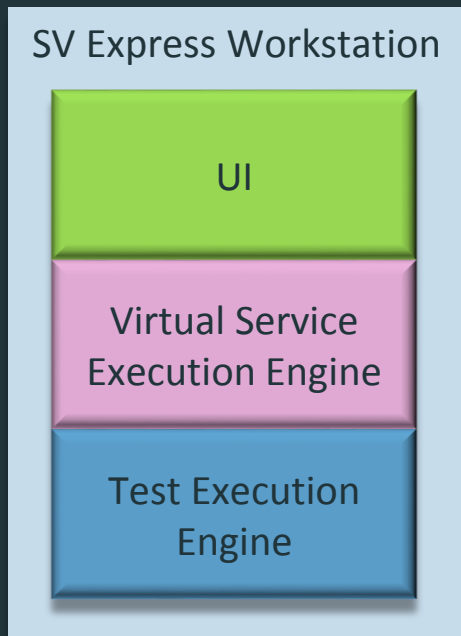 SV Express Workstation
UI
Virtual Service
Execution Engine
Test Execution
Engine